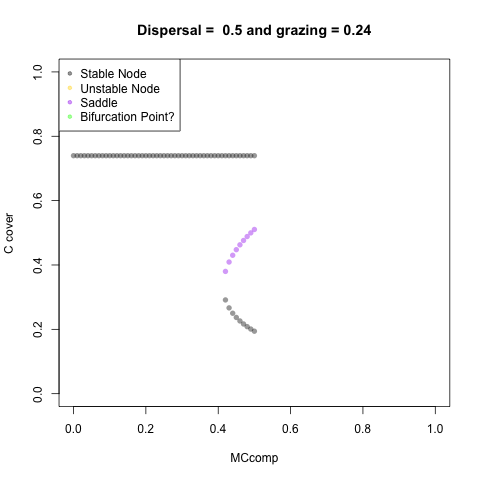 Dispersal =  0.5 and grazing = 0.24
Stable Node
Unstable Node
Saddle
Bifurcation Point?
C cover
1.0
0.8
0.6
0.4
0.2
0.0
0.0 0.2 0.4 0.6 0.8 1.0
MCcomp